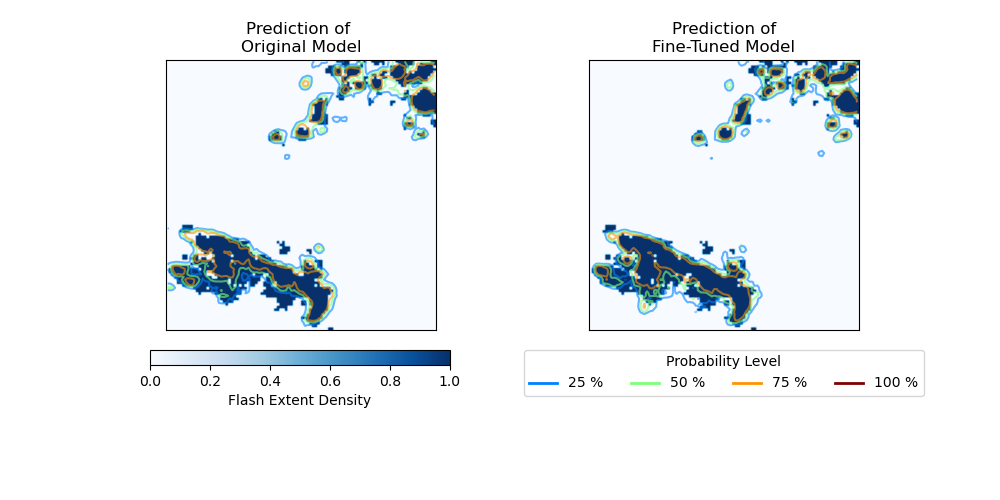 Prediction of
Original Model
Prediction of
Fine-Tuned Model
0.0 0.2 0.4 0.6 0.8 1.0
Flash Extent Density
Probability Level
25 % 50 % 75 % 100 %